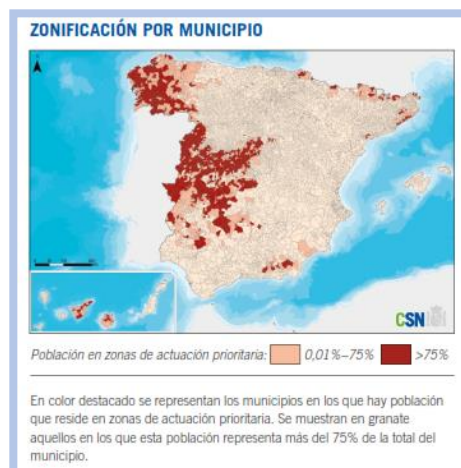 ZONIFICACIÓN POR MUNICIPIO
CSN
Población en zonas de actuación prioritaria: 0,01%–75% >75%
En color destacado se representan los municipios en los que hay población
que reside en zonas de actuación prioritaria. Se muestran en granate
aquellos en los que esta población representa más del 75% de la total del
municipio.